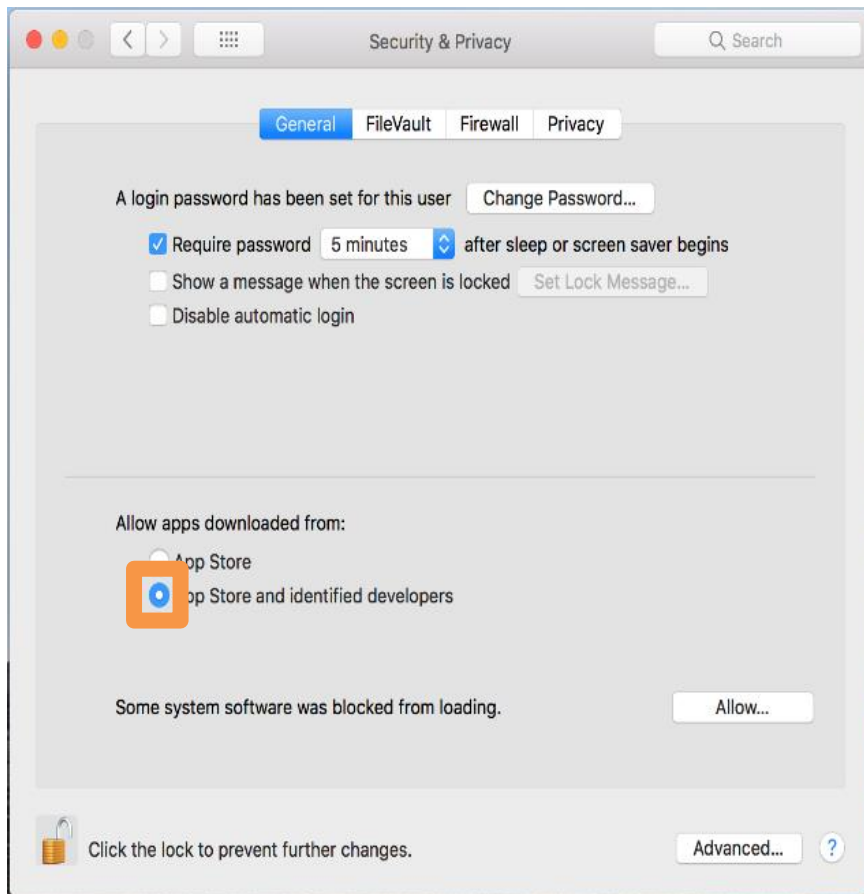 Security & Privacy
Search
General FileVault Firewall Privacy
A login password has been set for this user Change Password...
Require password 5 minutes after sleep or screen saver begins
Show a message when the screen is locked Set Lock Message...
Disable automatic login
Allow apps downloaded from:
App Store
pp Store and identified developers
Some system software was blocked from loading. Allow...
Click the lock to prevent further changes. Advanced... ?